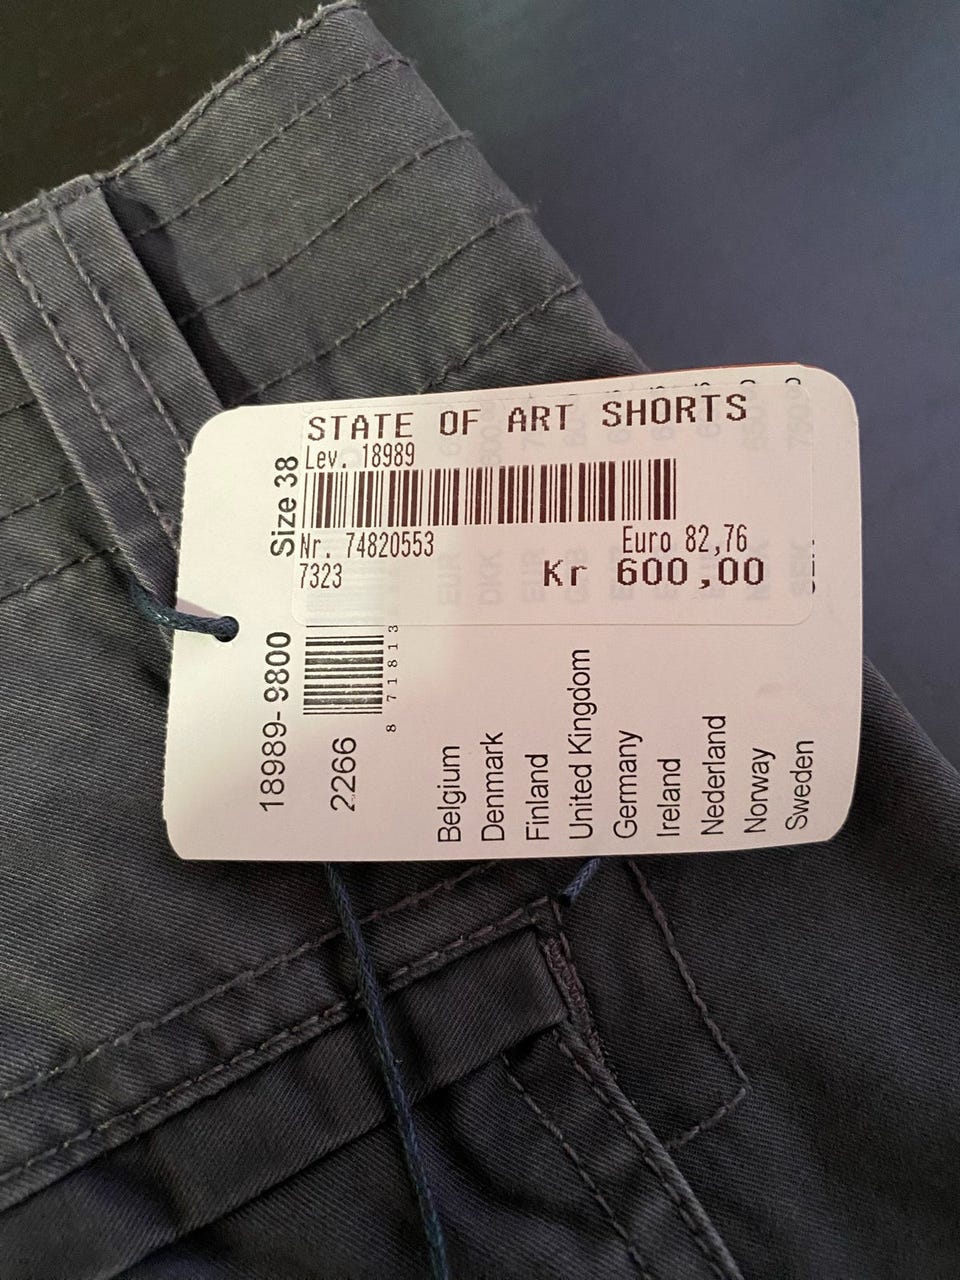 STATE OF ART SHORTS
Lev. 18989
Nr. 74820553
Euro 82,76
7323
Kr 600,00
Size 38
18989- 9800
2266
8 71813
Belgium
Denmark
Finland
United Kingdom
Germany
Ireland
Nederland
Norway
Sweden